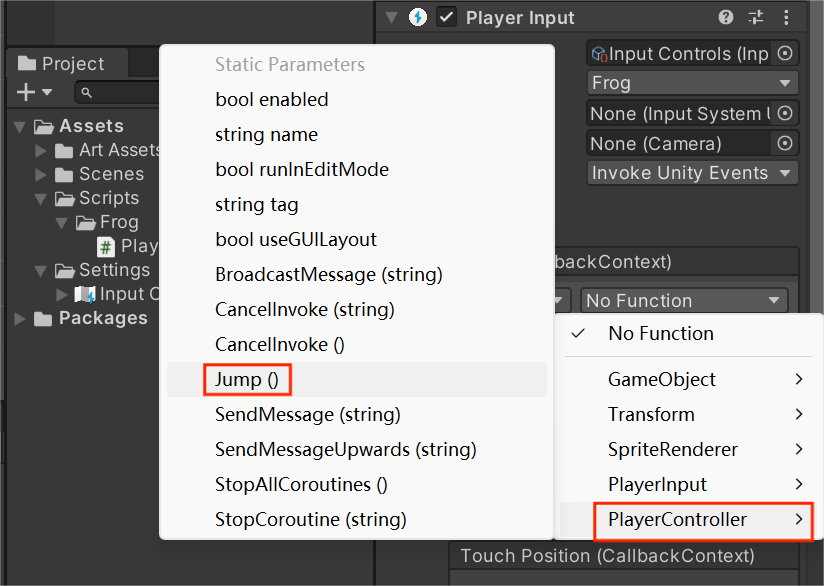 Player Input
Project
Input Controls (Inp
Frog
None (Input System U
None (Camera)
Invoke Unity Events
Assets
Art Assets
Scenes
Scripts
Frog
# Play
Settings
Input C
Packages
Static Parameters
bool enabled
string name
bool runInEditMode
string tag
bool useGUILayout
BroadcastMessage (string)
CancelInvoke (string)
CancelInvoke ()
Jump ()
SendMessage (string)
SendMessageUpwards (string)
StopAllCoroutines ()
StopCoroutine (string)
backContext)
No Function
No Function
GameObject
Transform
SpriteRenderer
PlayerInput
PlayerController
Touch Position (CallbackContext)